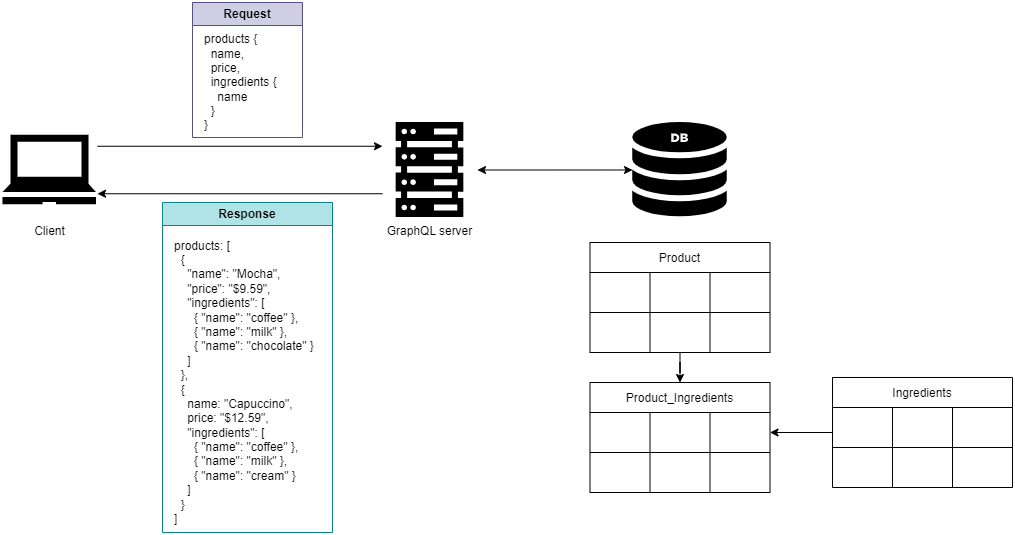 Request
products {
name,
price,
ingredients {
name
}
}
DB
Client
GraphQL server
Response
products: [
{
"name": "Mocha",
"price": "$9.59",
"ingredients": [
{ "name": "coffee" },
{ "name": "milk" },
{ "name": "chocolate" }
]
},
{
name: "Capuccino",
price: "$12.59",
"ingredients": [
{ "name": "coffee" },
{ "name": "milk" },
{ "name": "cream" }
]
}
]
Product
Product_Ingredients
Ingredients